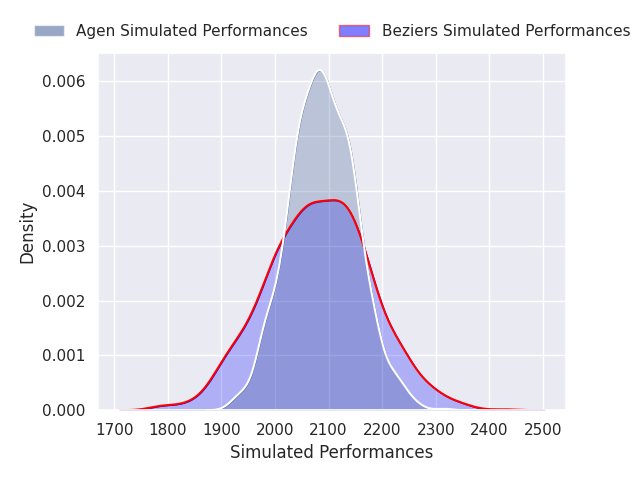 Agen Simulated Performances
Beziers Simulated Performances
0.006
0.005
0.004
0.003
0.002
0.001
0.000
Density
1700 1800 1900 2000 2100 2200 2300 2400 2500
Simulated Performances